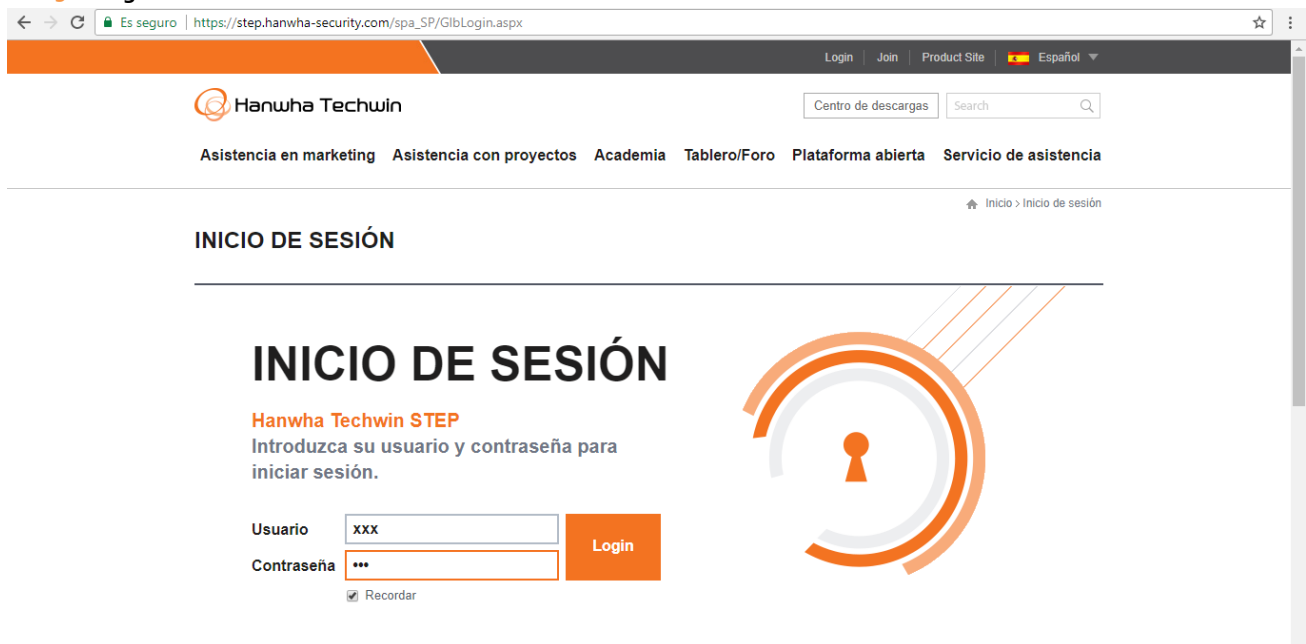 Es seguro https://step.hanwha-security.com/spa_SP/GlbLogin.aspx
Login Join Product Site Español
Hanwha Techwin
Centro de descargas Search
Asistencia en marketing Asistencia con proyectos Academia Tablero/Foro Plataforma abierta Servicio de asistencia
Inicio > Inicio de sesión
INICIO DE SESIÓN
INICIO DE SESIÓN
Hanwha Techwin STEP
Introduzca su usuario y contraseña para
iniciar sesión.
Usuario xxx
Login
Contraseña •••
Recordar